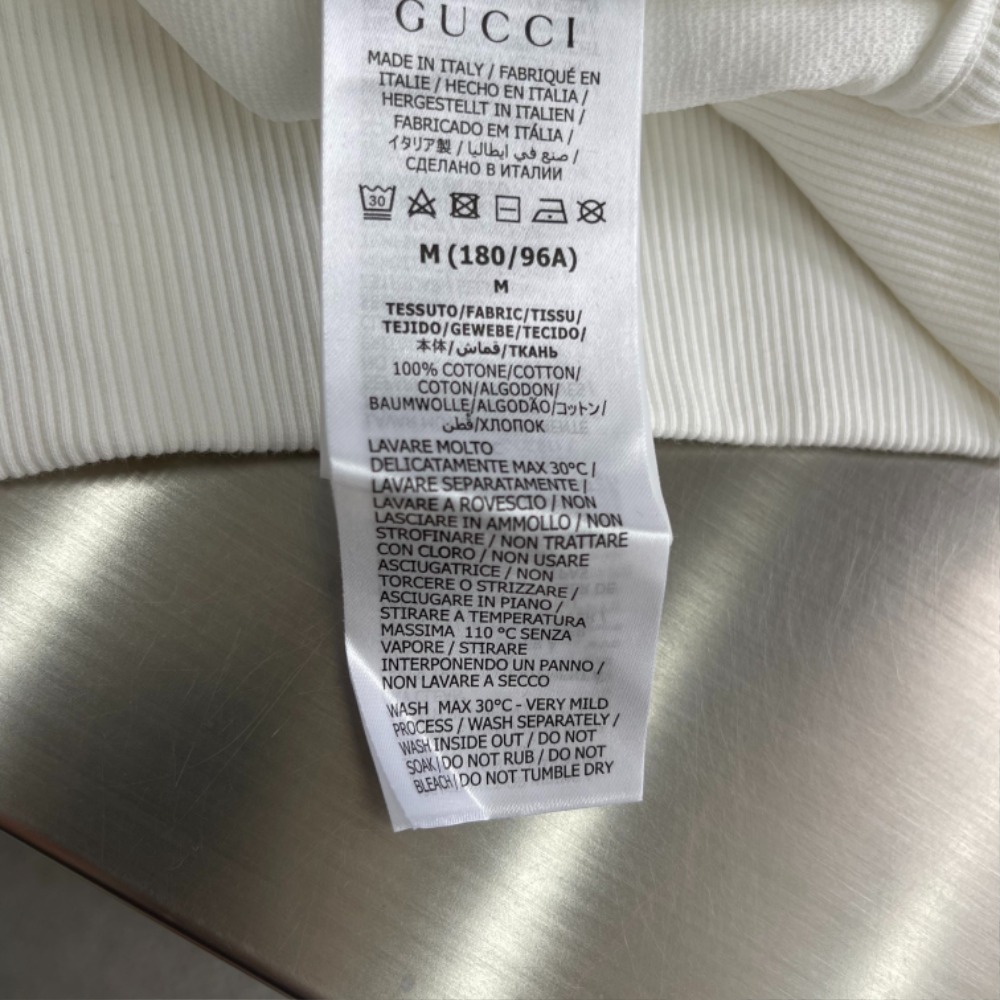 GUCCI
MADE IN ITALY / FABRIQUÉ EN
ITALIE / HECHO EN ITALIA /
HERGESTELLT IN ITALIEN /
FABRICADO EM ITÁLIA /
イタリア製 / صنع في ايطاليا /
СДЕЛАНО В ИТАЛИИ
30
M (180/96A)
M
TESSUTO/FABRIC/TISSU/
TEJIDO/GEWEBE/TECIDO/
本体/قماش/ТКАНЬ
100% COTONE/COTTON/
COTON/ALGODON/
BAUMWOLLE/ALGODÃO/コットン/
قطن/ХЛОПОК
LAVARE MOLTO
DELICATAMENTE MAX 30°C /
LAVARE SEPARATAMENTE /
LAVARE A ROVESCIO / NON
LASCIARE IN AMMOLLO / NON
STROFINARE / NON TRATTARE
CON CLORO / NON USARE
ASCIUGATRICE / NON
TORCERE O STRIZZARE /
ASCIUGARE IN PIANO /
STIRARE A TEMPERATURA
MASSIMA 110 °C SENZA
VAPORE / STIRARE
INTERPONENDO UN PANNO /
NON LAVARE A SECCO
WASH MAX 30°C - VERY MILD
PROCESS / WASH SEPARATELY /
WASH INSIDE OUT / DO NOT
SOAK/ DO NOT RUB / DO NOT
BLEACH/ DO NOT TUMBLE DRY